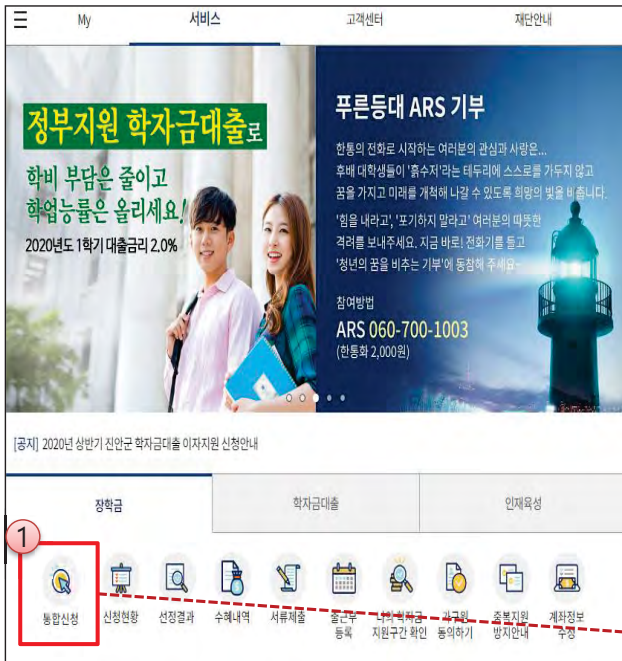 My 서비스 고객센터 재단안내
정부지원 학자금대출로
학비 부담은 줄이고
학업능률은 올리세요!
2020년도 1학기 대출금리 2.0%
푸른등대 ARS 기부
한통의 전화로 시작하는 여러분의 관심과 사랑은...
후배 대학생들이 '흙수저'라는 테두리에 스스로를 가두지 않고
꿈을 가지고 미래를 개척해 나갈 수 있도록 희망의 빛을 비춥니다.
'힘을 내라고', '포기하지 말라고' 여러분의 따뜻한
격려를 보내주세요. 지금 바로! 전화기를 들고
'청년의 꿈을 비추는 기부'에 동참해 주세요~
참여방법
ARS 060-700-1003
(한통화 2,000원)
[공지] 2020년 상반기 진안군 학자금대출 이자지원 신청안내
장학금 학자금대출 인재육성
1
통합신청 신청현황 선정결과 수혜내역 서류제출 출근부 나의 학자금 가구원 중복지원 계좌정보
등록 지원구간 확인 동의하기 방지안내 수정